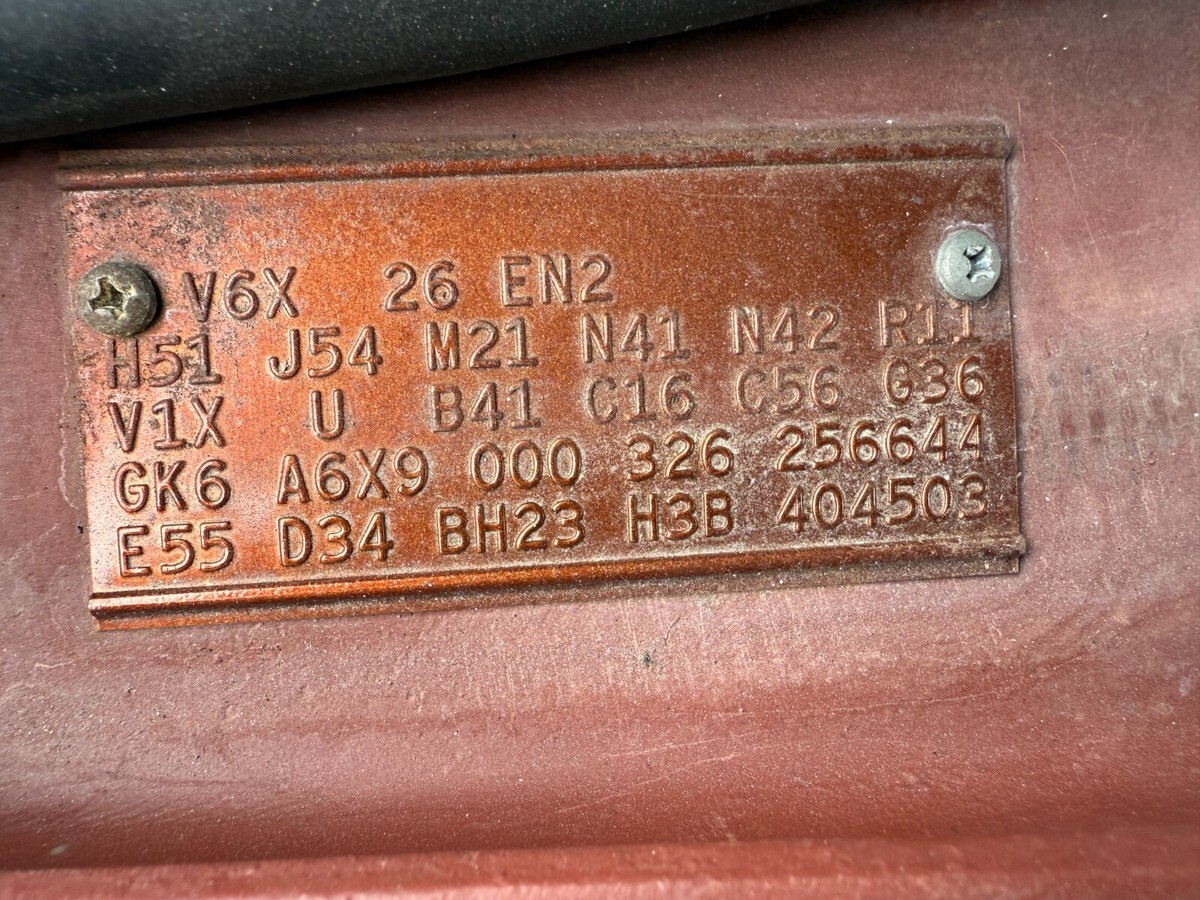 V6X 26 EN2
H51 J54 M21 N41 N42 R11
V1X U B41 C16 C56 G36
GK6 A6X9 000 326 256644
E55 D34 BH23 H3B 404503